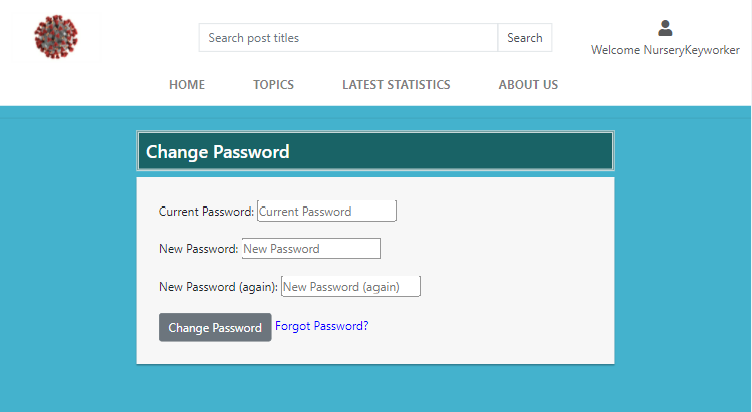 Search post titles
Search
Welcome NurseryKeyworker
HOME TOPICS LATEST STATISTICS ABOUT US
Change Password
Current Password: Current Password
New Password: New Password
New Password (again): New Password (again)
Change Password Forgot Password?